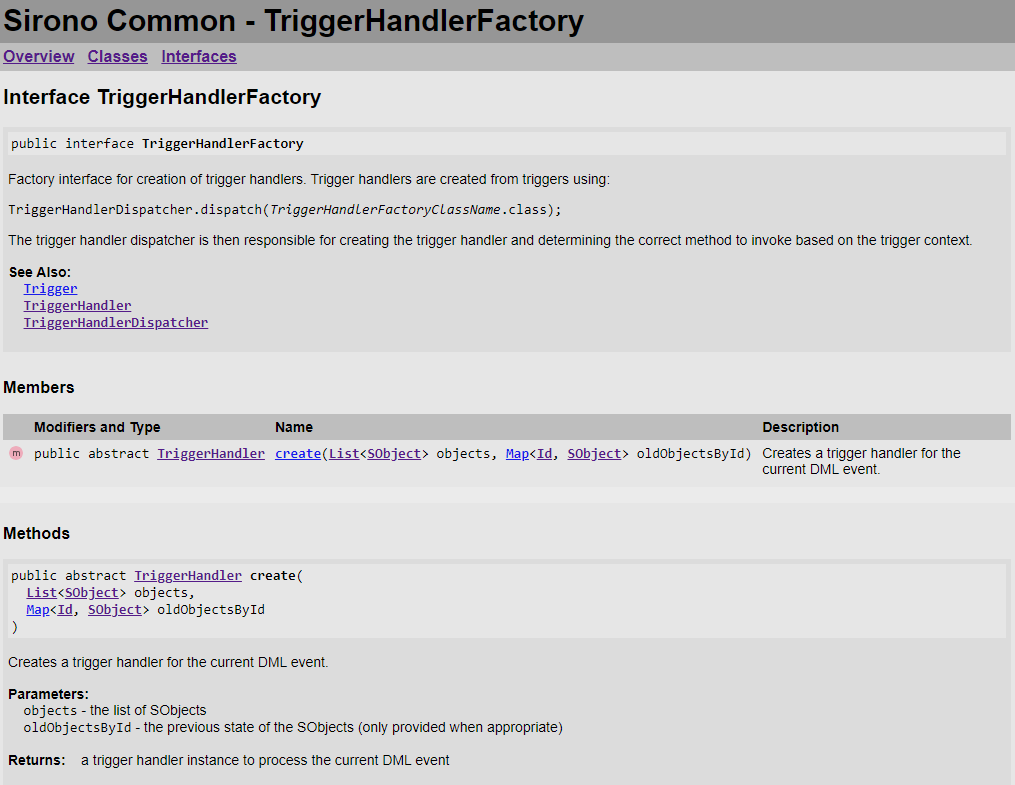 Sirono Common - TriggerHandlerFactory
Overview Classes Interfaces
Interface TriggerHandlerFactory
public interface TriggerHandlerFactory
Factory interface for creation of trigger handlers. Trigger handlers are created from triggers using:
TriggerHandlerDispatcher.dispatch(TriggerHandlerFactoryClassName.class);
The trigger handler dispatcher is then responsible for creating the trigger handler and determining the correct method to invoke based on the trigger context.
See Also:
Trigger
TriggerHandler
TriggerHandlerDispatcher
Members
Modifiers and Type Name Description
m public abstract TriggerHandler create(List<SObject> objects, Map<Id, SObject> oldObjectsById) Creates a trigger handler for the
current DML event.
Methods
public abstract TriggerHandler create(
List<SObject> objects,
Map<Id, SObject> oldObjectsById
)
Creates a trigger handler for the current DML event.
Parameters:
objects - the list of SObjects
oldObjectsById - the previous state of the SObjects (only provided when appropriate)
Returns: a trigger handler instance to process the current DML event